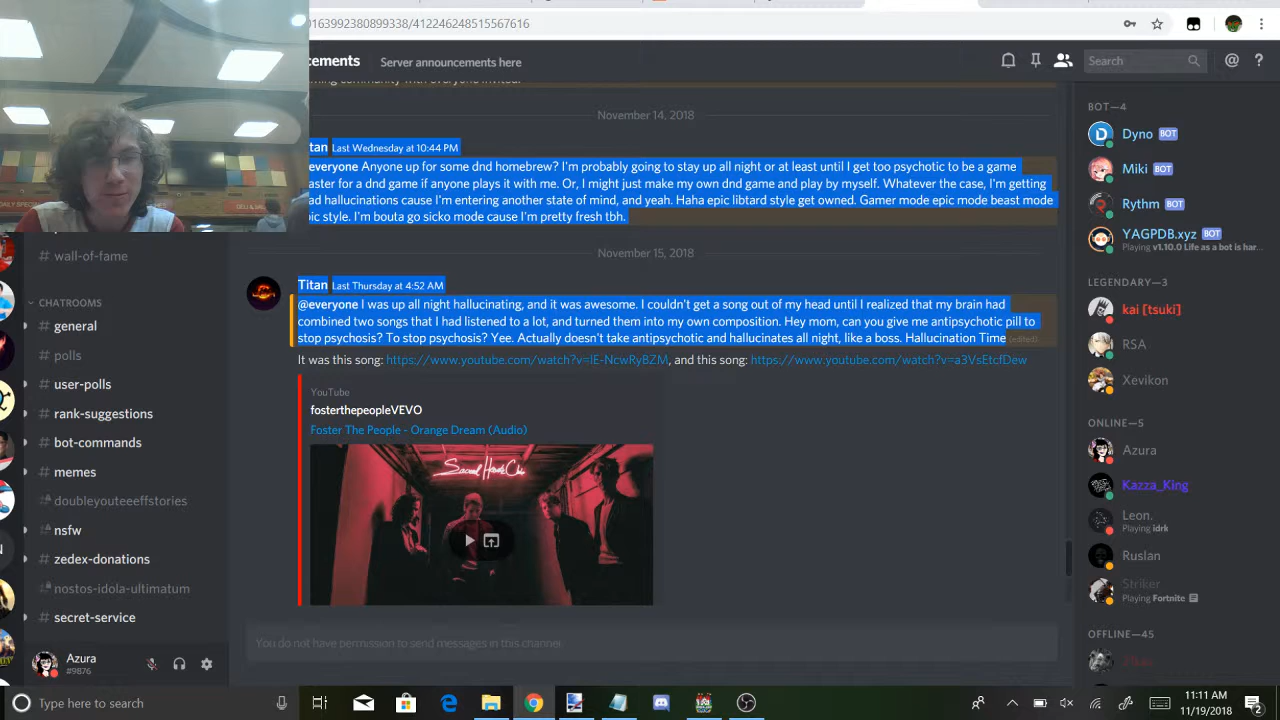 0163992380899338/412246248515567616
cements
Server announcements here
Search
November 14, 2018
tan Last Wednesday at 10:44 PM
everyone Anyone up for some dnd homebrew? I'm probably going to stay up all night or at least until I get too psychotic to be a game
aster for a dnd game if anyone plays it with me. Or, I might just make my own dnd game and play by myself. Whatever the case, I'm getting
ad hallucinations cause I'm entering another state of mind, and yeah. Haha epic libtard style get owned. Gamer mode epic mode beast mode
pic style. I'm bouta go sicko mode cause I'm pretty fresh tbh.
November 15, 2018
Titan Last Thursday at 4:52 AM
@everyone I was up all night hallucinating, and it was awesome. I couldn't get a song out of my head until I realized that my brain had
combined two songs that I had listened to a lot, and turned them into my own composition. Hey mom, can you give me antipsychotic pill to
stop psychosis? To stop psychosis? Yee. Actually doesn't take antipsychotic and hallucinates all night, like a boss. Hallucination Time (edited)
It was this song: https://www.youtube.com/watch?v=lE-NcwRyBZM, and this song: https://www.youtube.com/watch?v=a3VsEtcfDew
YouTube
fosterthepeopleVEVO
Foster The People - Orange Dream (Audio)
Sacred Hearts Club
You do not have permission to send messages in this channel.
# wall-of-fame
CHATROOMS
# general
# polls
# user-polls
# rank-suggestions
# bot-commands
# memes
# doubleyouteeeffstories
# nsfw
# zedex-donations
# nostos-idola-ultimatum
# secret-service
Azura
#9876
BOT—4
Dyno BOT
Miki BOT
Rythm BOT
YAGPDB.xyz BOT
Playing v1.10.0 Life as a bot is har...
LEGENDARY—3
kai [tsuki]
RSA
Xevikon
ONLINE—5
Azura
Kazza_King
Leon.
Playing idrk
Ruslan
Striker
Playing Fortnite
OFFLINE—45
Type here to search
11:11 AM
11/19/2018
2